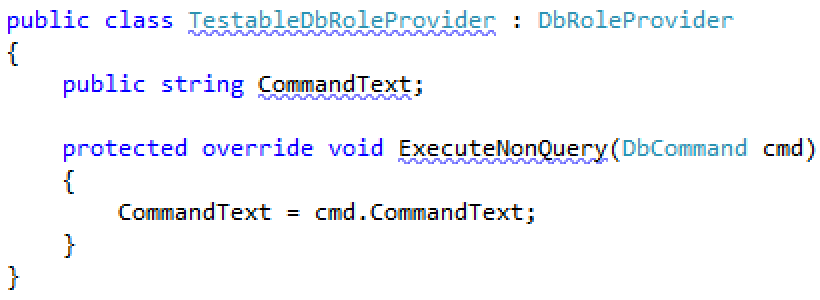 public class TestableDbRoleProvider : DbRoleProvider
{
    public string CommandText;

    protected override void ExecuteNonQuery(DbCommand cmd)
    {
        CommandText = cmd.CommandText;
    }
}